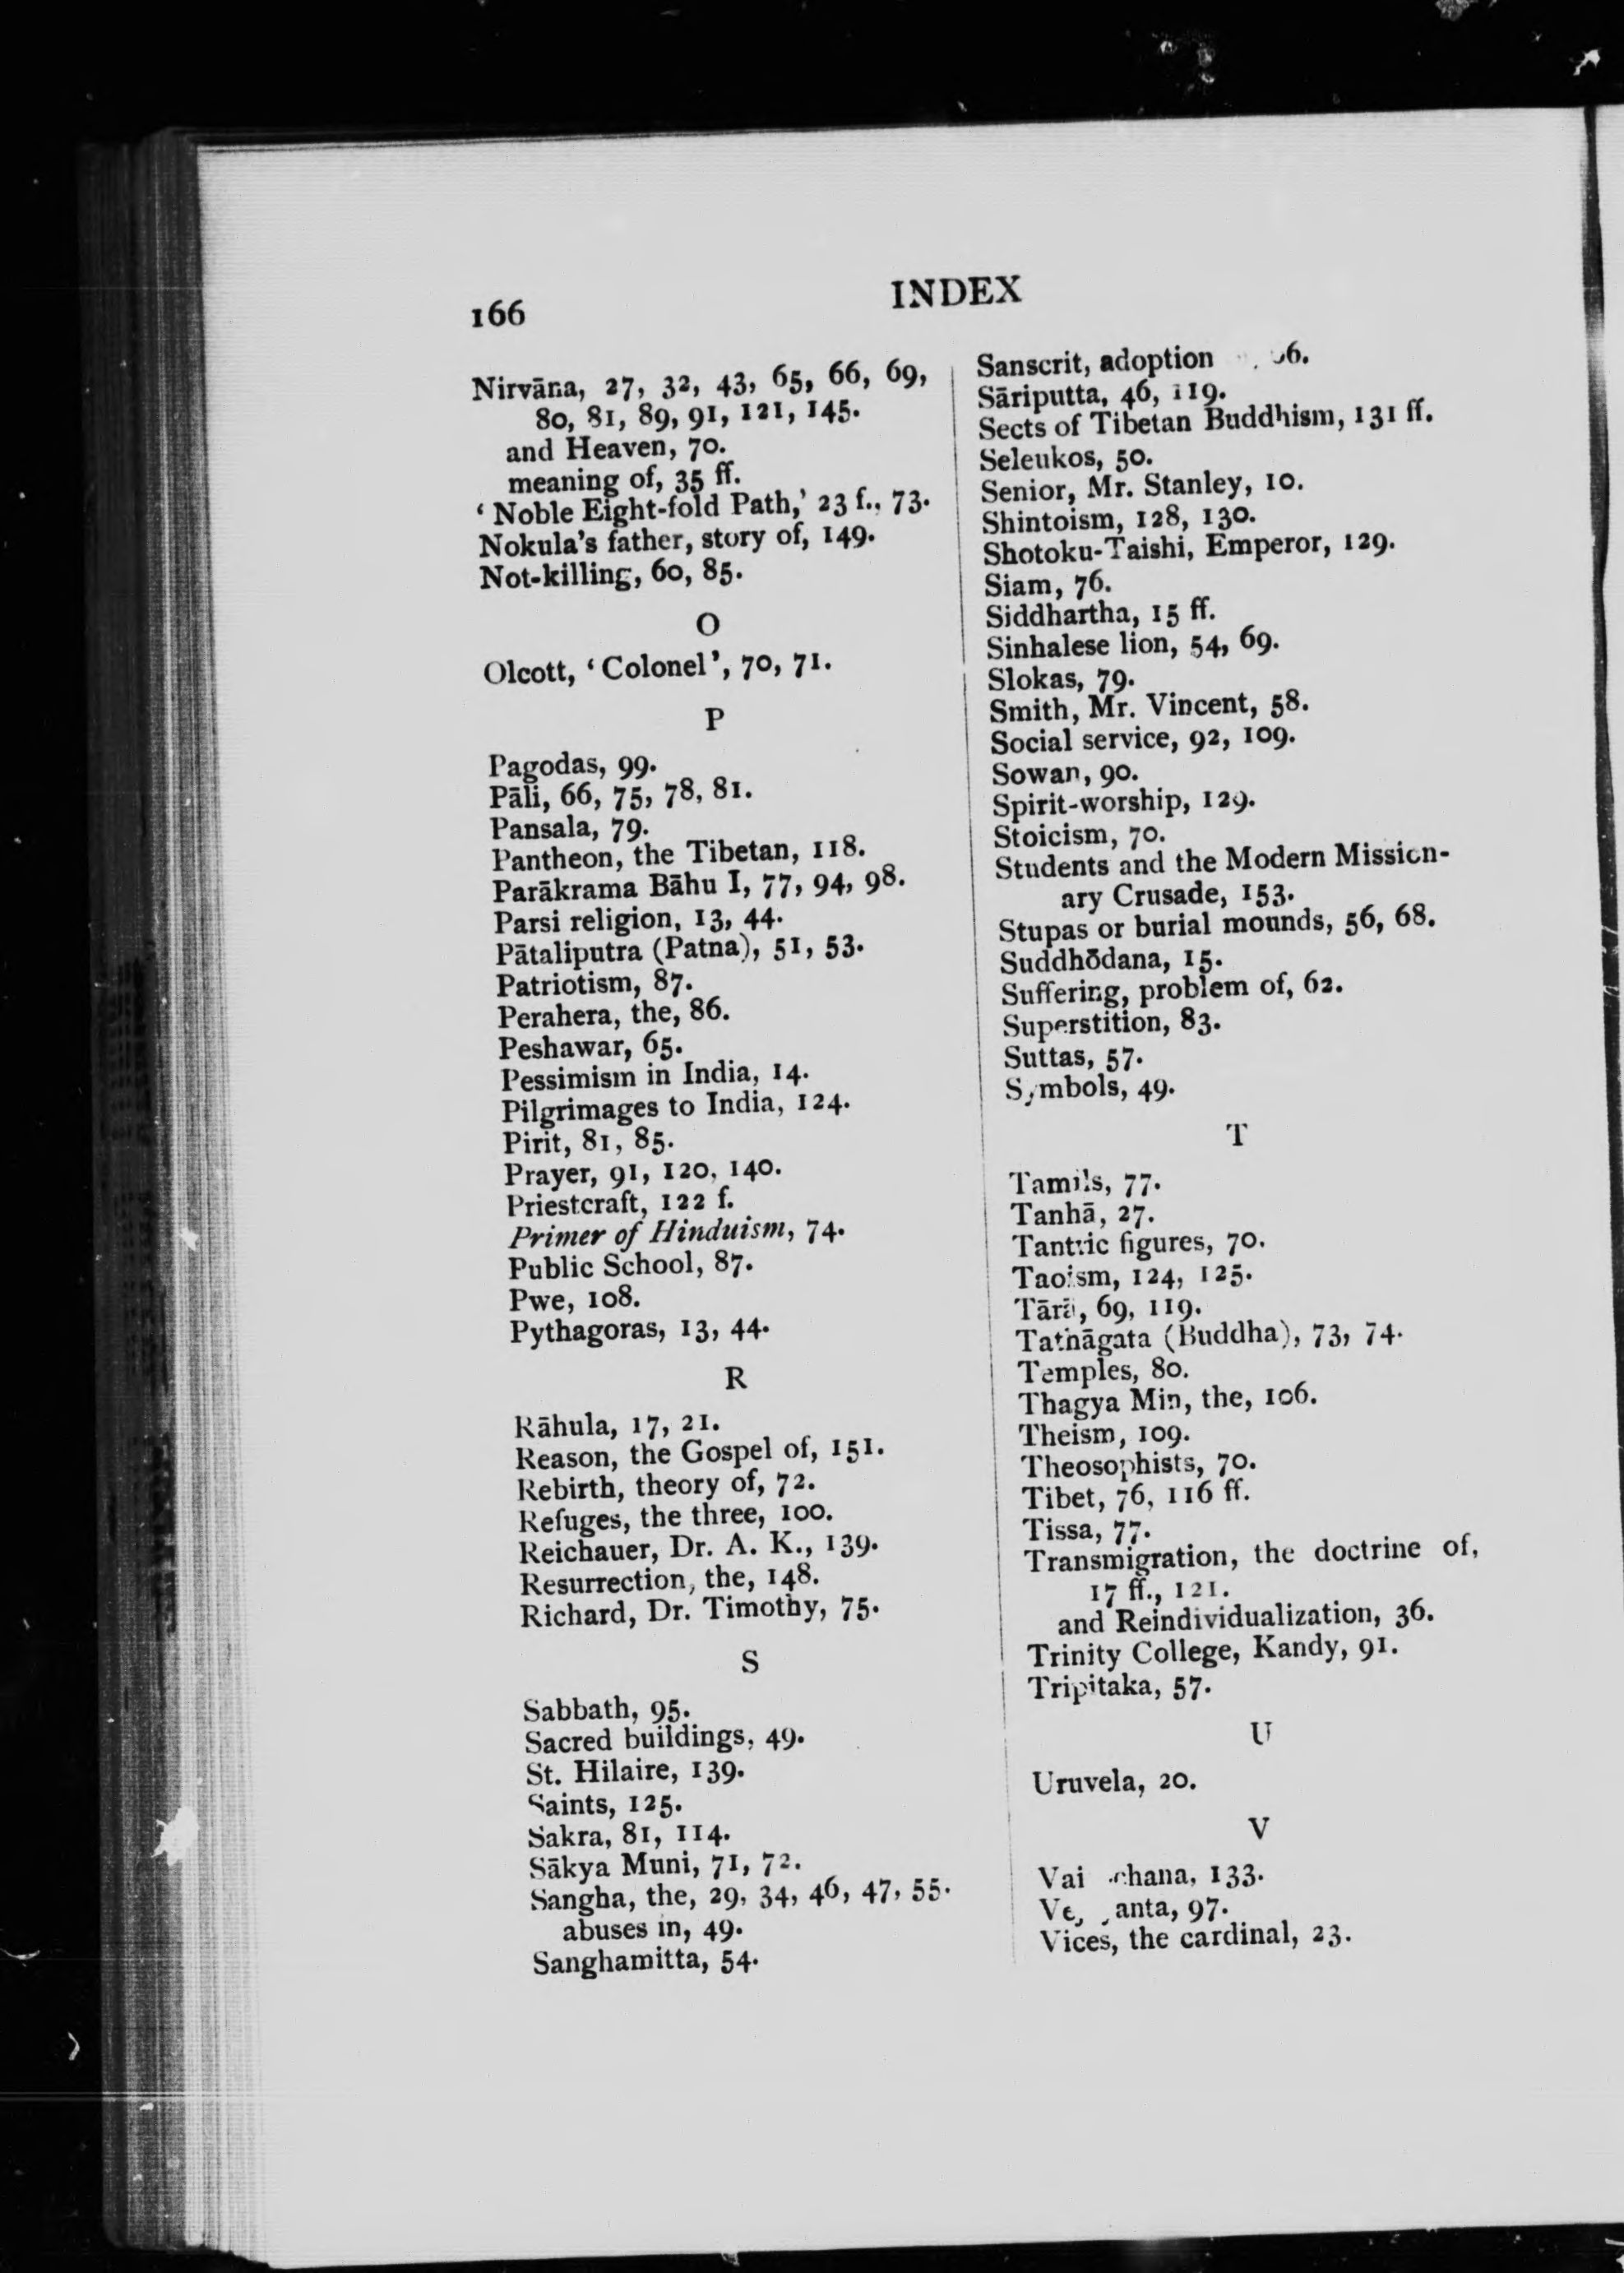 166
INDEX
Nirvāna, 27, 32, 43, 65, 66, 69,
80, 81, 89, 91, 121, 145.
and Heaven, 70.
meaning of, 35 ff.
‘Noble Eight-fold Path,’ 23 f., 73.
Nokula's father, story of, 149.
Not-killing, 60, 85.
O
Olcott, ‘Colonel’, 70, 71.
P
Pagodas, 99.
Pāli, 66, 75, 78, 81.
Pansala, 79.
Pantheon, the Tibetan, 118.
Parākrama Bāhu I, 77, 94, 98.
Parsi religion, 13, 44.
Pātaliputra (Patna), 51, 53.
Patriotism, 87.
Perahera, the, 86.
Peshawar, 65.
Pessimism in India, 14.
Pilgrimages to India, 124.
Pirit, 81, 85.
Prayer, 91, 120, 140.
Priestcraft, 122 f.
Primer of Hinduism, 74.
Public School, 87.
Pwe, 108.
Pythagoras, 13, 44.
R
Rāhula, 17, 21.
Reason, the Gospel of, 151.
Rebirth, theory of, 72.
Refuges, the three, 100.
Reichauer, Dr. A. K., 139.
Resurrection, the, 148.
Richard, Dr. Timothy, 75.
S
Sabbath, 95.
Sacred buildings, 49.
St. Hilaire, 139.
Saints, 125.
Sakra, 81, 114.
Sākya Muni, 71, 72.
Sangha, the, 29, 34, 46, 47, 55.
abuses in, 49.
Sanghamitta, 54.
Sanscrit, adoption
Sāriputta, 46, 119.
Sects of Tibetan Buddhism, 131 ff.
Seleukos, 50.
Senior, Mr. Stanley, 10.
Shintoism, 128, 130.
Shotoku-Taishi, Emperor, 129.
Siam, 76.
Siddhartha, 15 ff.
Sinhalese lion, 54, 69.
Slokas, 79.
Smith, Mr. Vincent, 58.
Social service, 92, 109.
Sowan, 90.
Spirit-worship, 129.
Stoicism, 70.
Students and the Modern Mission-
ary Crusade, 153.
Stupas or burial mounds, 56, 68.
Suddhōdana, 15.
Suffering, problem of, 62.
Superstition, 83.
Suttas, 57.
Symbols, 49.
T
Tamils, 77.
Tanhā, 27.
Tantric figures, 70.
Taoism, 124, 125.
Tārā, 69, 119.
Tathāgata (Buddha), 73, 74.
Temples, 80.
Thagya Min, the, 106.
Theism, 109.
Theosophists, 70.
Tibet, 76, 116 ff.
Tissa, 77.
Transmigration, the doctrine of,
17 ff., 121.
and Reindividualization, 36.
Trinity College, Kandy, 91.
Tripitaka, 57.
U
Uruvela, 20.
V
133.
97.
Vices, the cardinal, 23.